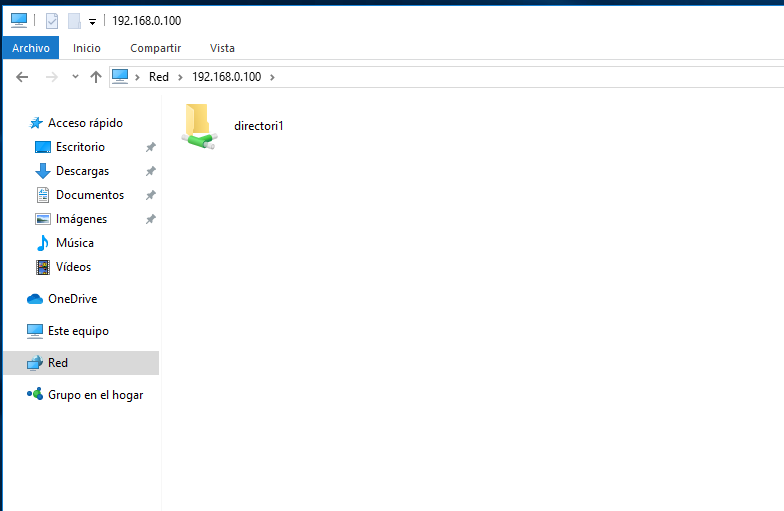 192.168.0.100
Archivo Inicio Compartir Vista
Red 192.168.0.100
directori1
Acceso rápido
Escritorio
Descargas
Documentos
Imágenes
Música
Vídeos
OneDrive
Este equipo
Red
Grupo en el hogar